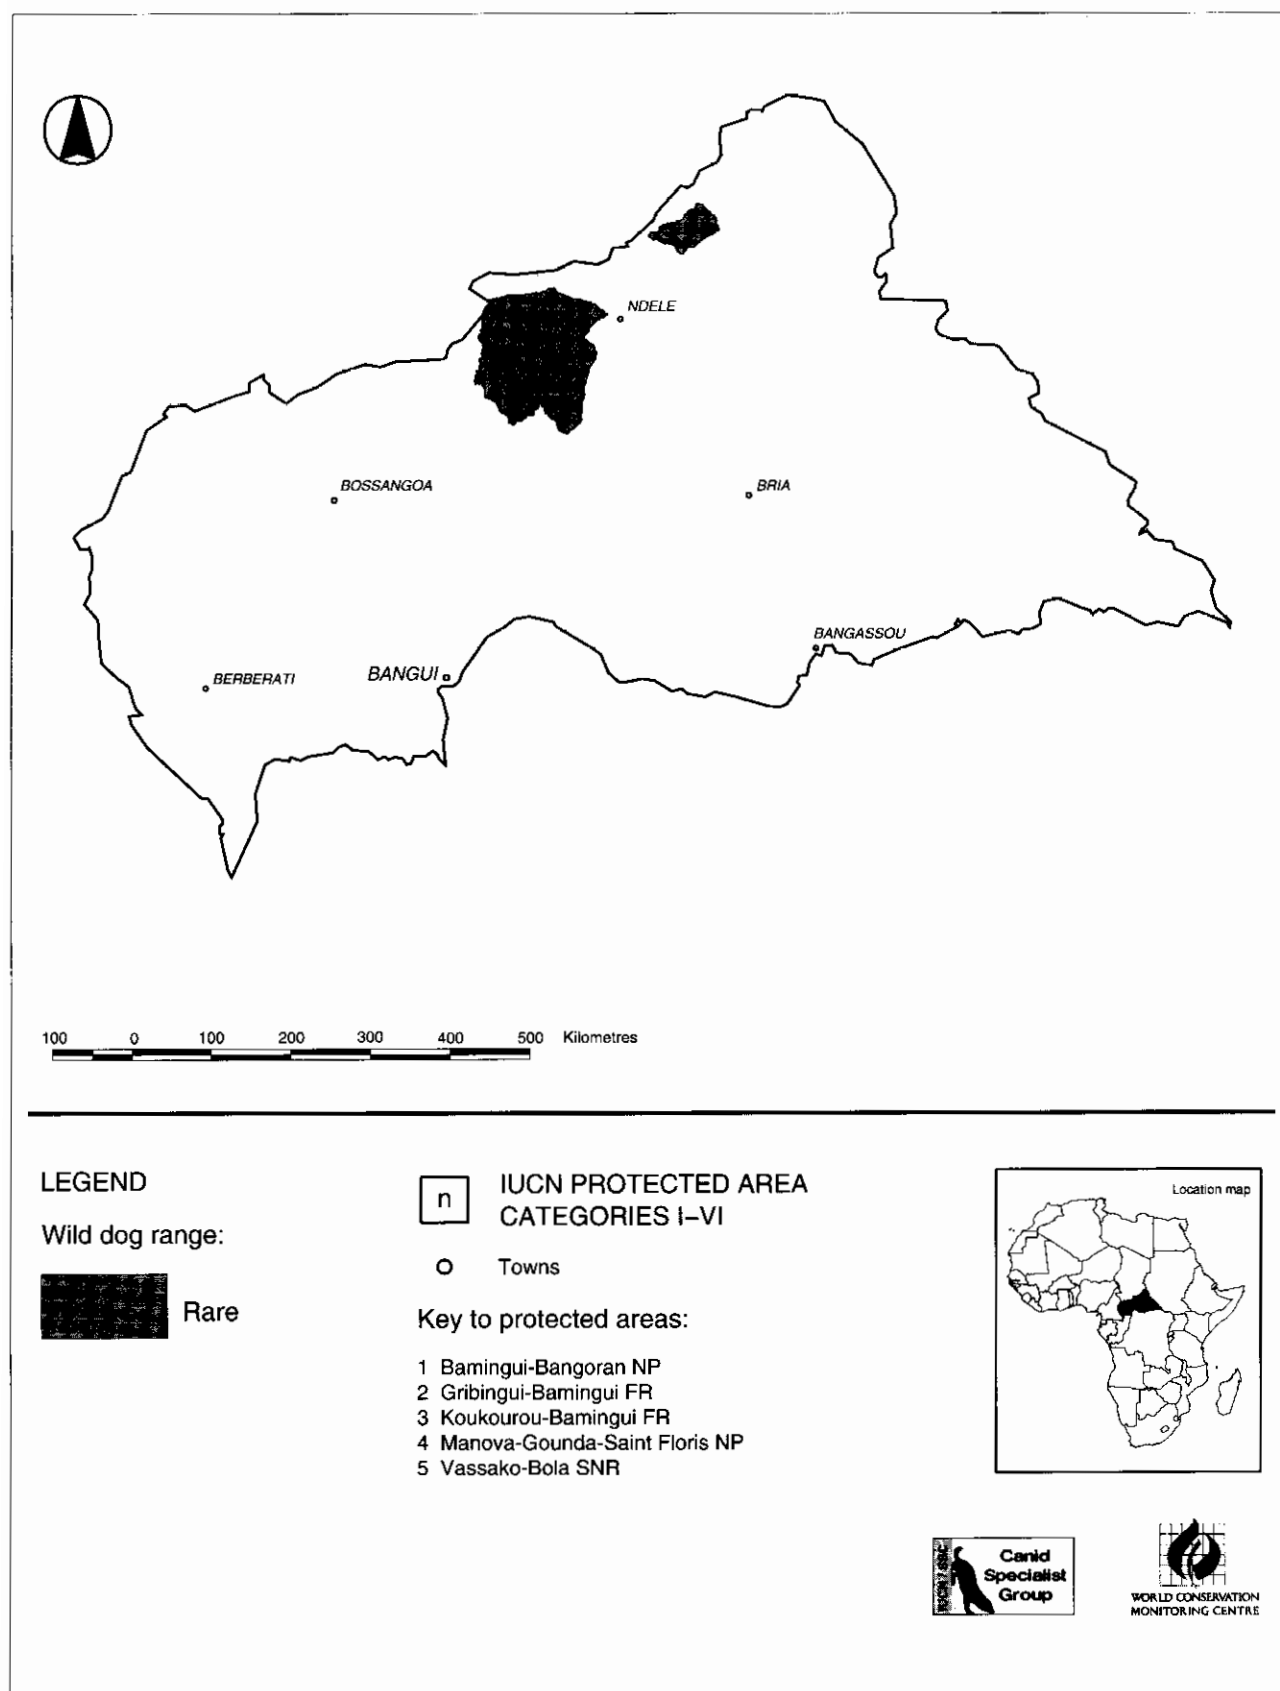 NDELE
BOSSANGOA
BRIA
BANGASSOU
BERBERATI
BANGUI
100 0 100 200 300 400 500 Kilometres
LEGEND
Wild dog range:
Rare
n
IUCN PROTECTED AREA
CATEGORIES I–VI
Towns
Key to protected areas:
1 Bamingui-Bangoran NP
2 Gribingui-Bamingui FR
3 Koukourou-Bamingui FR
4 Manova-Gounda-Saint Floris NP
5 Vassako-Bola SNR
Location map
IUCN / SSC
Canid
Specialist
Group
WORLD CONSERVATION
MONITORING CENTRE